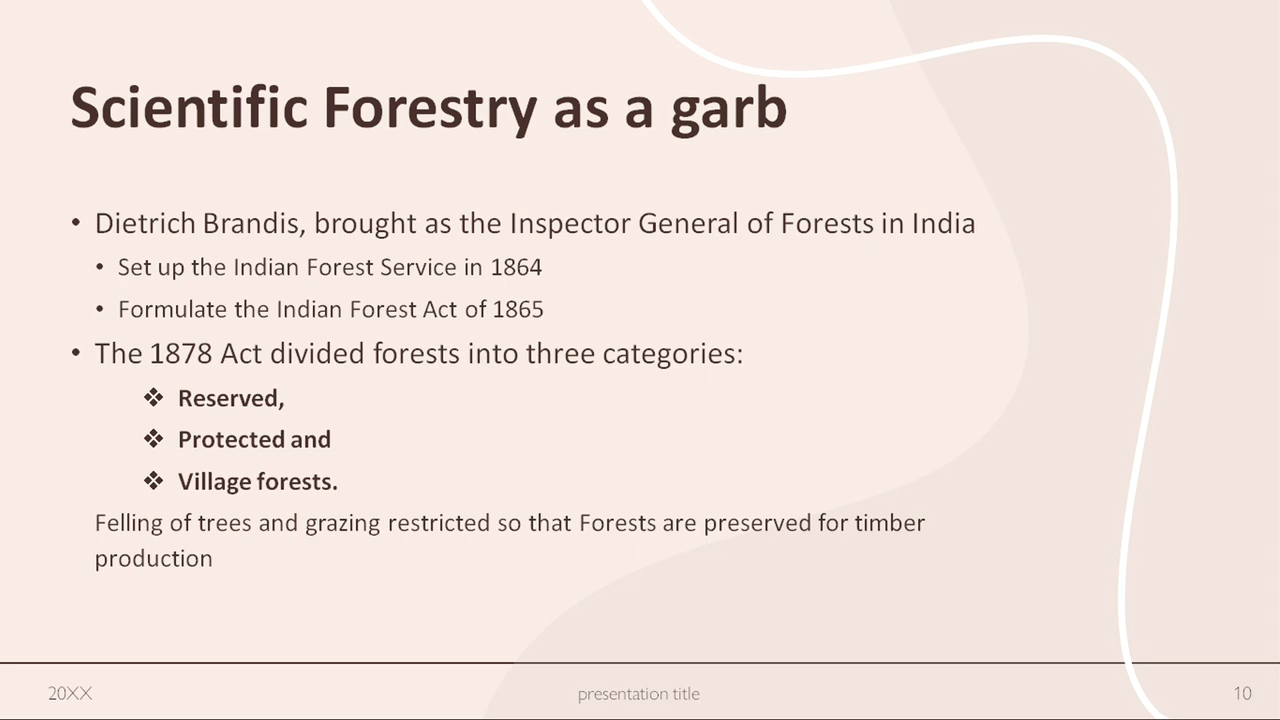 Scientific Forestry as a garb
• Dietrich Brandis, brought as the Inspector General of Forests in India
• Set up the Indian Forest Service in 1864
• Formulate the Indian Forest Act of 1865
• The 1878 Act divided forests into three categories:
❖ Reserved,
❖ Protected and
❖ Village forests.
Felling of trees and grazing restricted so that Forests are preserved for timber
production
20XX
presentation title
10